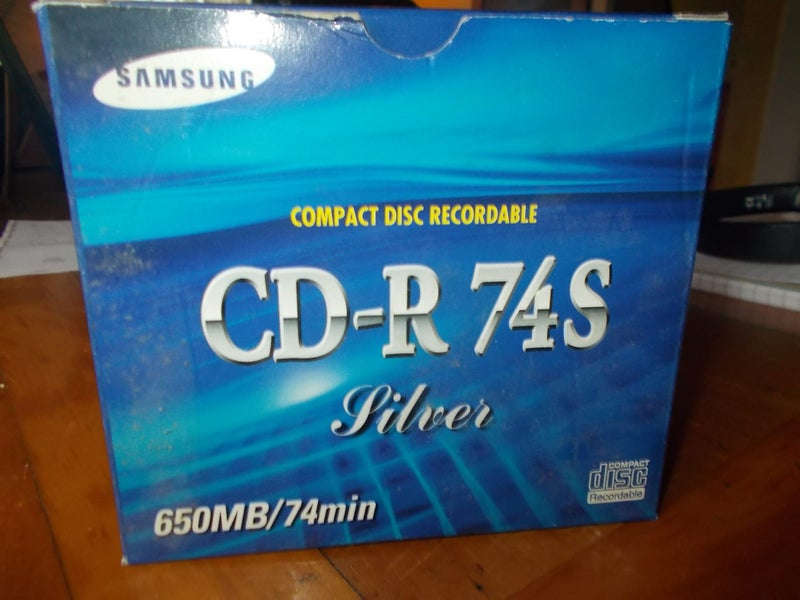 SAMSUNG
COMPACT DISC RECORDABLE
CD-R 74S
Silver
650MB/74min
COMPACT
disc
Recordable